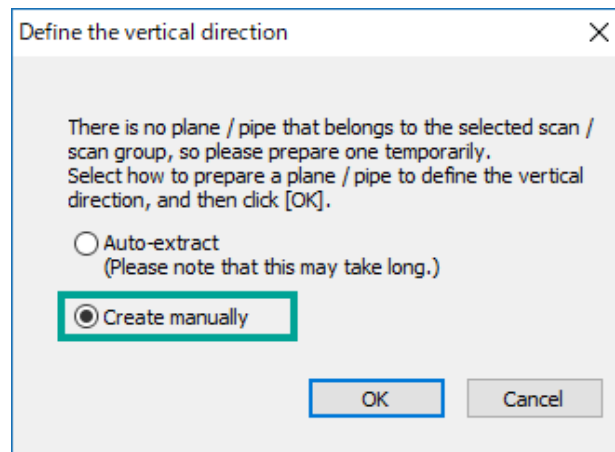 Define the vertical direction
There is no plane / pipe that belongs to the selected scan /
scan group, so please prepare one temporarily.
Select how to prepare a plane / pipe to define the vertical
direction, and then click [OK].
Auto-extract
(Please note that this may take long.)
Create manually
OK Cancel